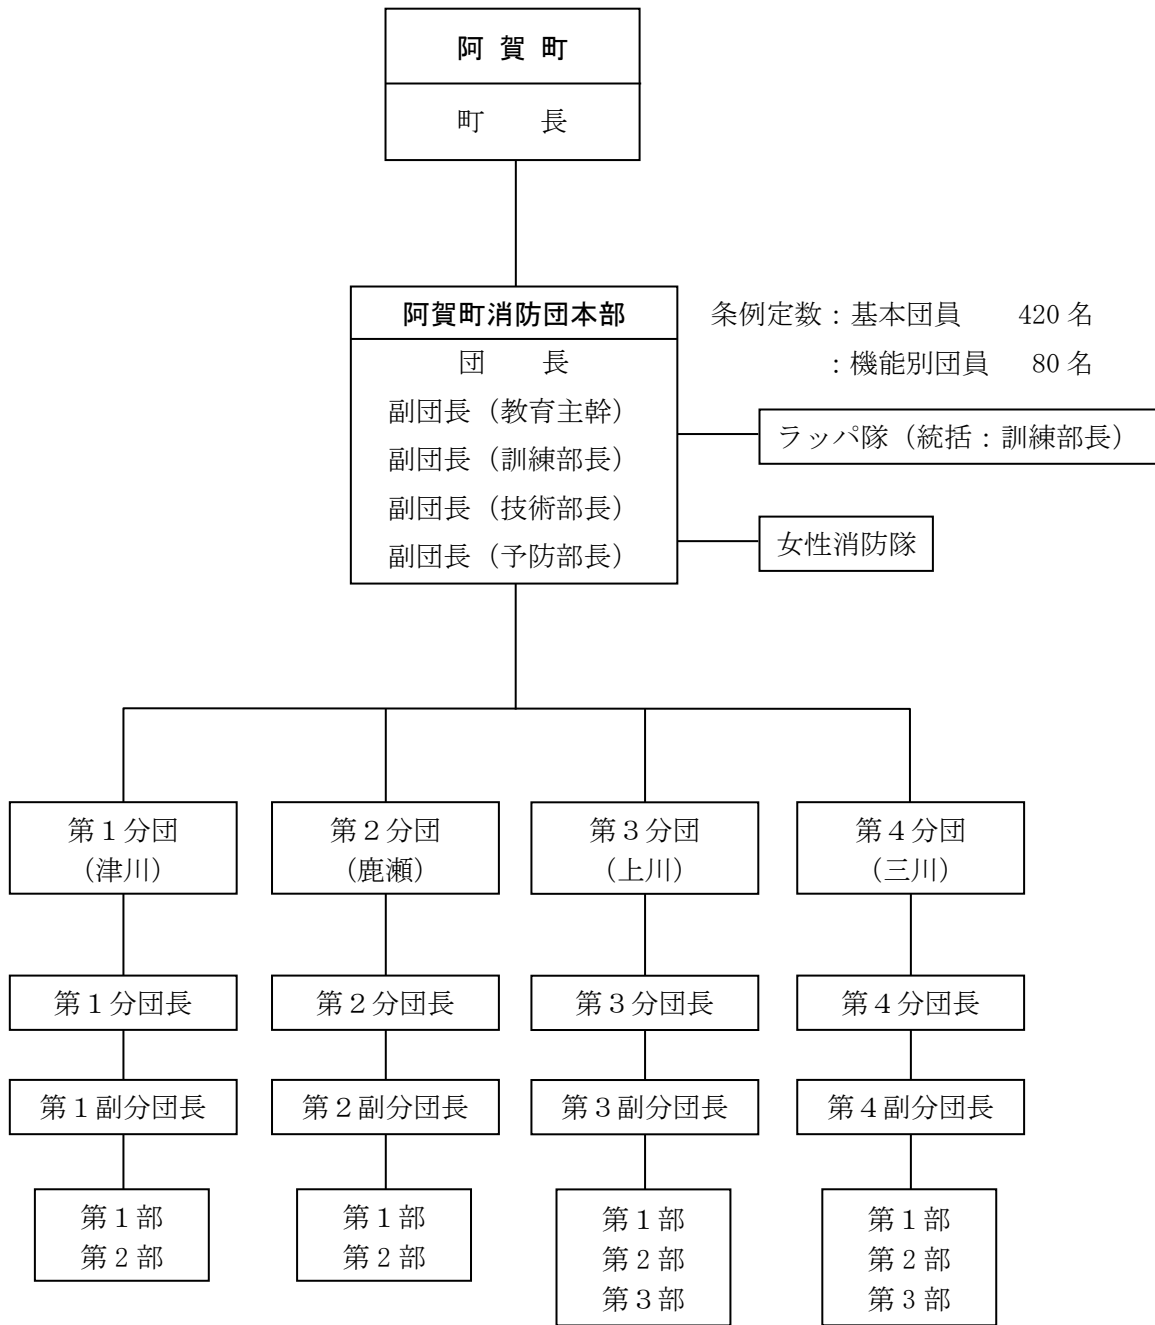 阿 賀 町
町　　長
阿賀町消防団本部
団　　長
副団長（教育主幹）
副団長（訓練部長）
副団長（技術部長）
副団長（予防部長）
条例定数：基本団員　　420 名
：機能別団員　 80 名
ラッパ隊（統括：訓練部長）
女性消防隊
第１分団
（津川）
第１分団長
第１副分団長
第１部
第２部
第２分団
（鹿瀬）
第２分団長
第２副分団長
第１部
第２部
第３分団
（上川）
第３分団長
第３副分団長
第１部
第２部
第３部
第４分団
（三川）
第４分団長
第４副分団長
第１部
第２部
第３部